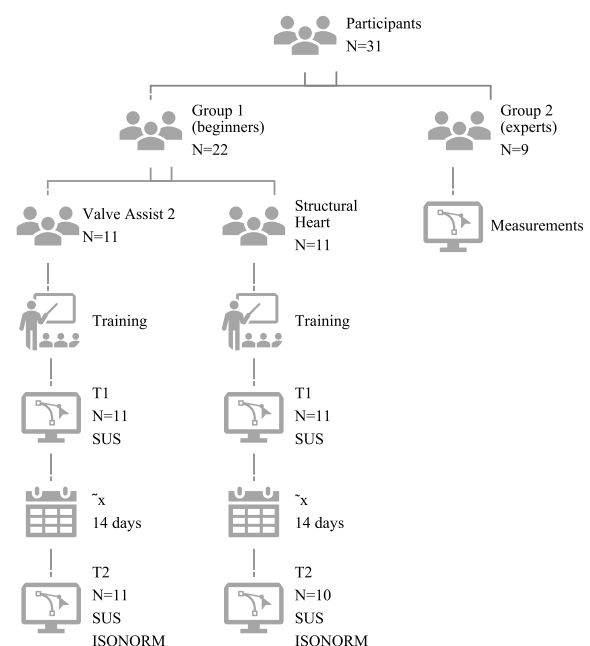 Participants
N=31
Group 1
(beginners)
N=22
Group 2
(experts)
N=9
Valve Assist 2
N=11
Structural
Heart
N=11
Measurements
Training
Training
T1
N=11
SUS
T1
N=11
SUS
˜x
14 days
˜x
14 days
T2
N=11
SUS
ISONORM
T2
N=10
SUS
ISONORM